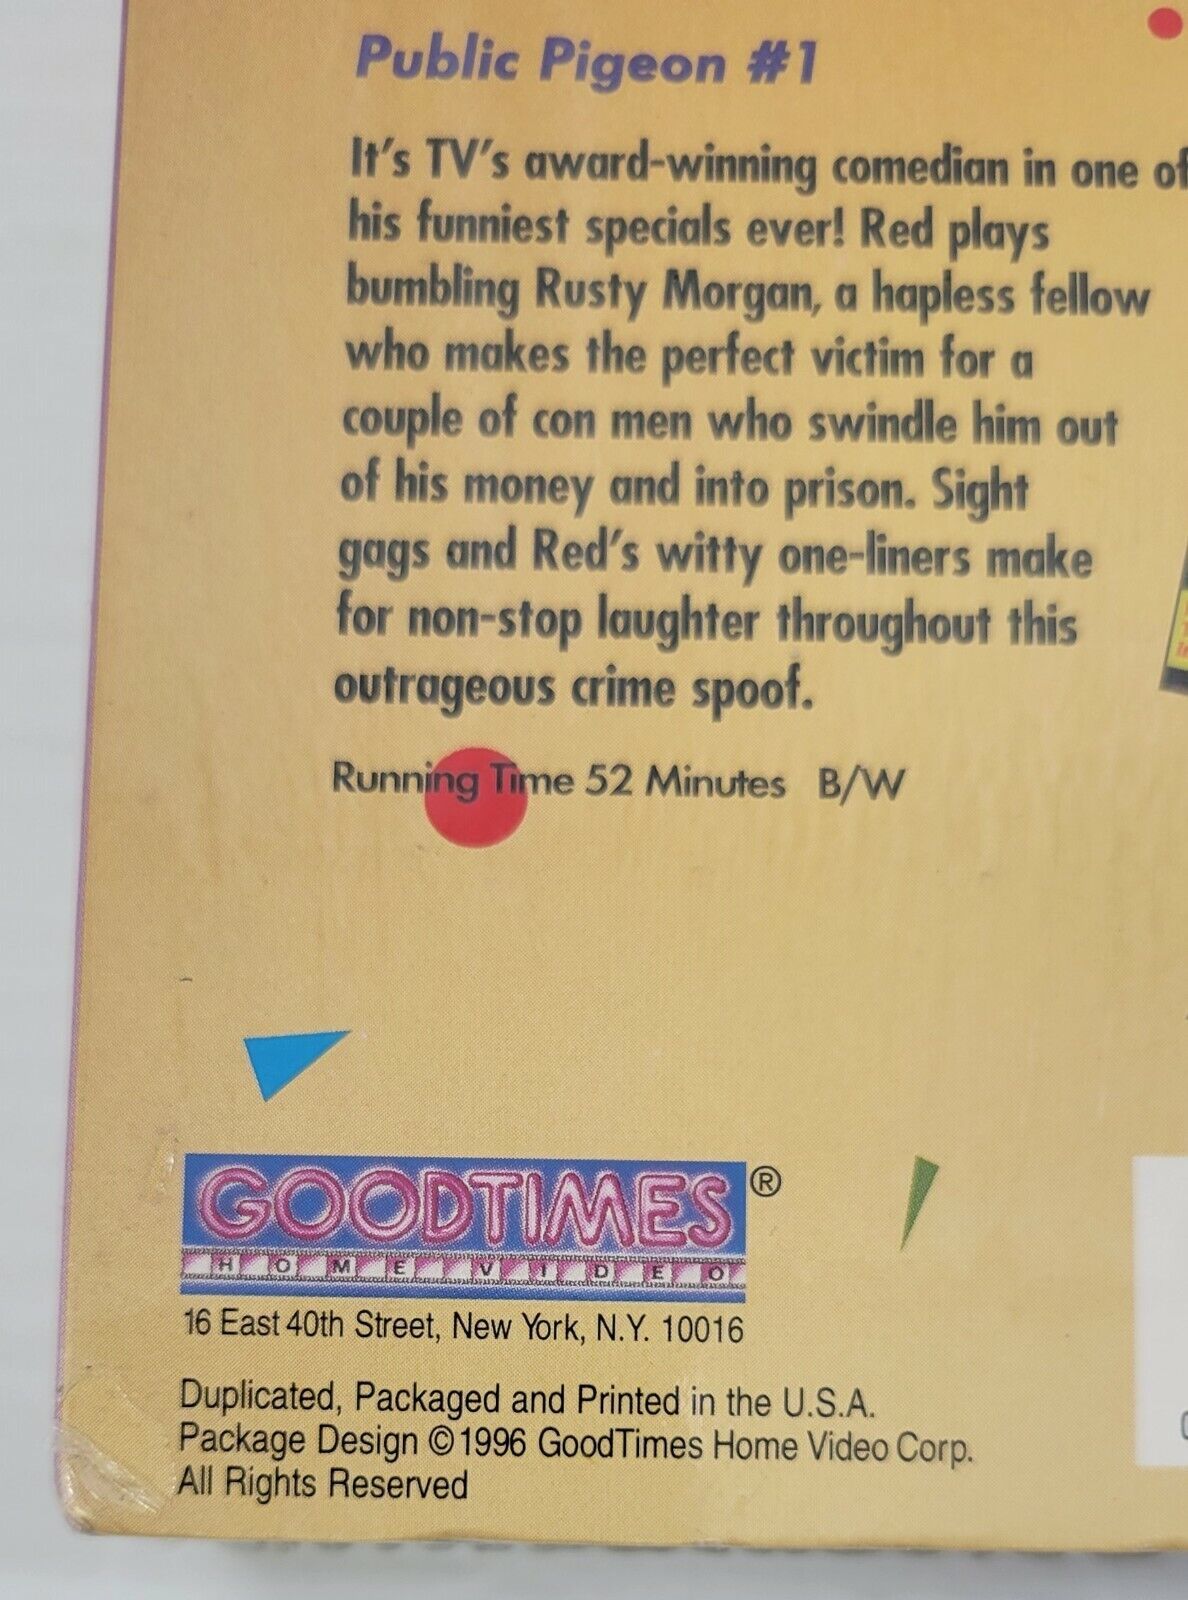 Public Pigeon #1
It's TV's award-winning comedian in one of
his funniest specials ever! Red plays
bumbling Rusty Morgan, a hapless fellow
who makes the perfect victim for a
couple of con men who swindle him out
of his money and into prison. Sight
gags and Red's witty one-liners make
for non-stop laughter throughout this
outrageous crime spoof.
Running Time 52 Minutes B/W
GOODTIMES®
HOME VIDEO
16 East 40th Street, New York, N.Y. 10016
Duplicated, Packaged and Printed in the U.S.A.
Package Design ©1996 GoodTimes Home Video Corp.
All Rights Reserved